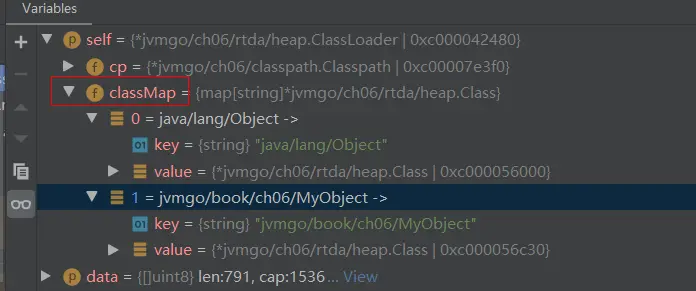 Variables
p self = {*jvmgo/ch06/rtda/heap.ClassLoader | 0xc000042480}
f cp = {*jvmgo/ch06/classpath.Classpath | 0xc00007e3f0}
f classMap = {map[string]*jvmgo/ch06/rtda/heap.Class}
0 = java/lang/Object ->
01 key = {string} "java/lang/Object"
value = {*jvmgo/ch06/rtda/heap.Class | 0xc000056000}
1 = jvmgo/book/ch06/MyObject ->
01 key = {string} "jvmgo/book/ch06/MyObject"
value = {*jvmgo/ch06/rtda/heap.Class | 0xc000056c30}
p data = {[]uint8} len:791, cap:1536 ... View